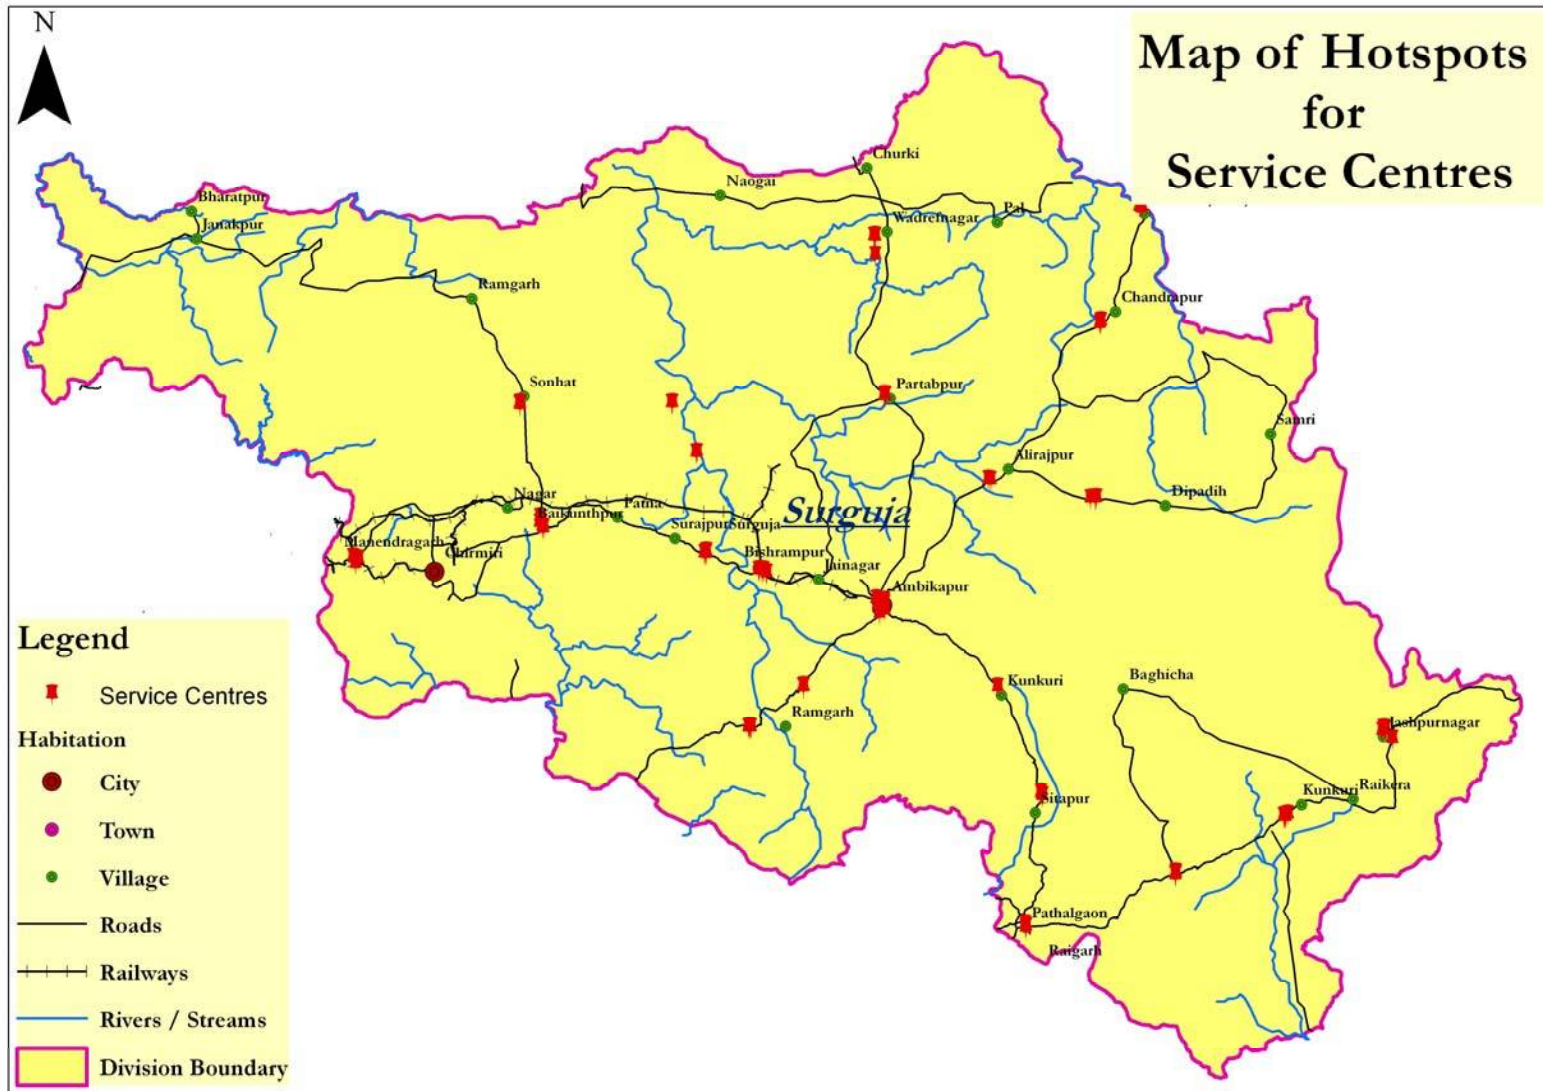 N
Map of Hotspots
for
Service Centres
Churki
Naogai
Bharatpur
Janakpur
Wadrefnagar
Pal
Ramgarh
Chandrapur
Sonhat
Partabpur
Samri
Alirajpur
Nagar
Patna
Dipadih
Baikunthpur
Surguja
Surajpur
Surguja
Manendragarh
Chirmiri
Bishrampur
Jainagar
Ambikapur
Kunkuri
Baghicha
Ramgarh
Jashpurnagar
Sitapur
Kunkuri
Raikera
Pathalgaon
Raigarh
Legend
Service Centres
Habitation
City
Town
Village
Roads
Railways
Rivers / Streams
Division Boundary